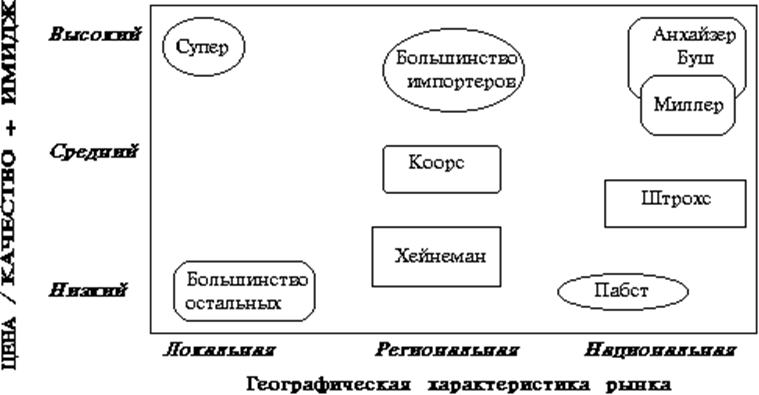 ЦЕНА / КАЧЕСТВО + ИМИДЖ
Высокий
Супер
Большинство
импортеров
Анхайзер
Буш
Миллер
Средний
Коорс
Штрохс
Хейнеман
Низкий
Большинство
остальных
Пабст
Локальная
Региональная
Национальная
Географическая характеристика рынка